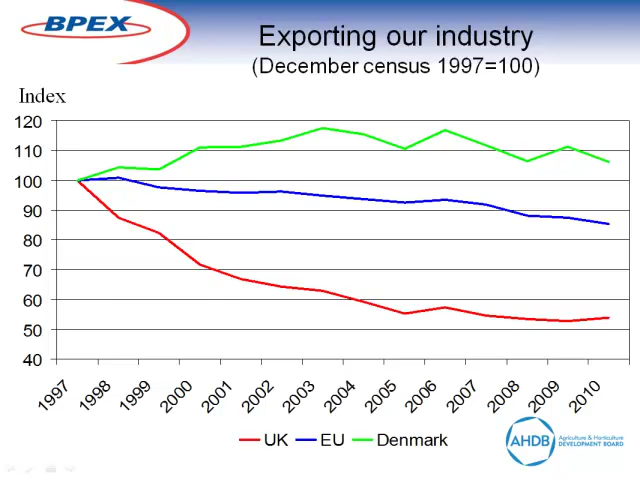 BPEX
Exporting our industry
(December census 1997=100)
Index
120
110
100
90
80
70
60
50
40
1997
1998
1999
2000
2001
2002
2003
2004
2005
2006
2007
2008
2009
2010
UK EU Denmark
AHDB
Agriculture & Horticulture
DEVELOPMENT BOARD